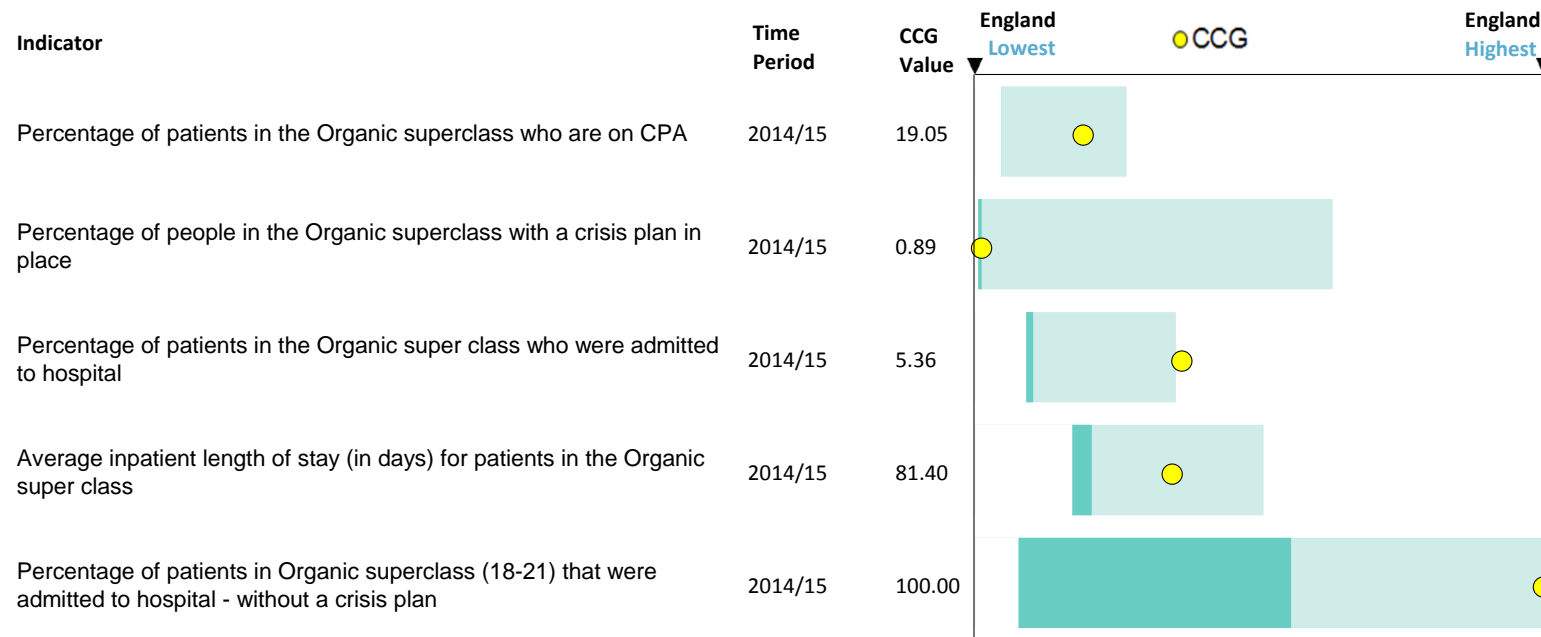 Indicator
Time Period
CCG Value
England Lowest
CCG
England Highest
Percentage of patients in the Organic superclass who are on CPA 2014/15 19.05
Percentage of people in the Organic superclass with a crisis plan in
place 2014/15 0.89
Percentage of patients in the Organic super class who were admitted
to hospital 2014/15 5.36
Average inpatient length of stay (in days) for patients in the Organic
super class 2014/15 81.40
Percentage of patients in Organic superclass (18-21) that were
admitted to hospital - without a crisis plan 2014/15 100.00